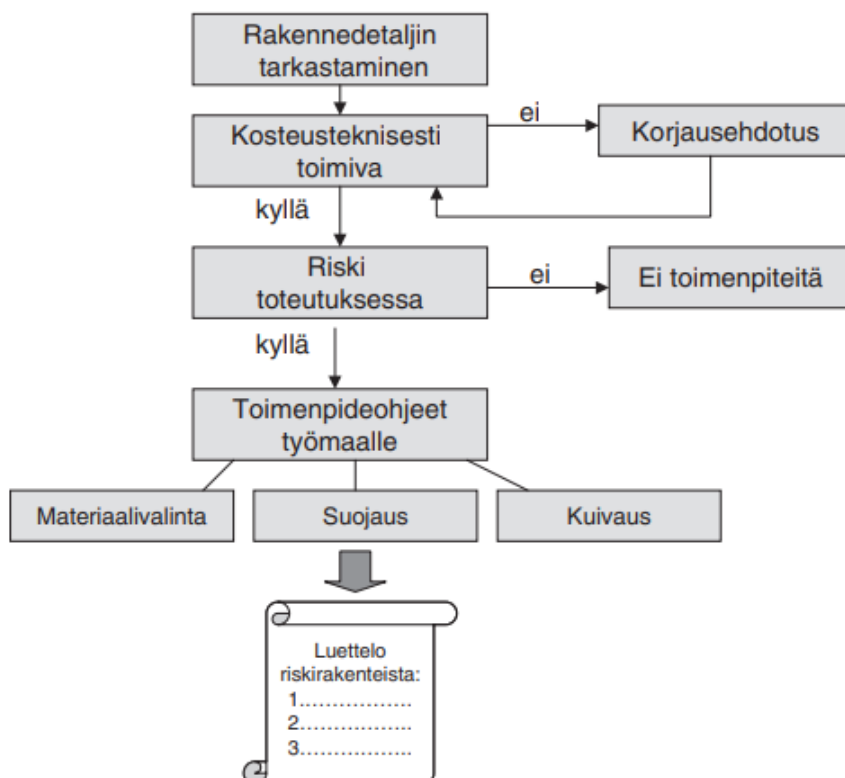 Rakennedetaljin
tarkastaminen
Kosteusteknisesti
toimiva
ei
Korjausehdotus
kyllä
Riski
toteutuksessa
ei
Ei toimenpiteitä
kyllä
Toimenpideohjeet
työmaalle
Materiaalivalinta
Suojaus
Kuivaus
Luettelo
riskirakenteista:
1..................
2..................
3..................